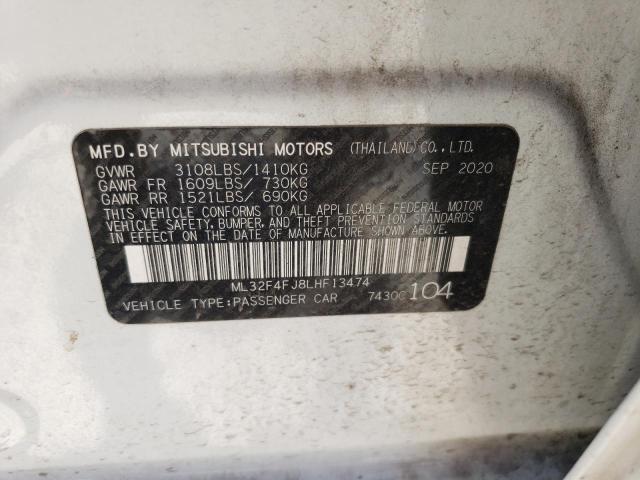 MFD. BY MITSUBISHI MOTORS (THAILAND) CO., LTD.
GVWR 3108LBS/1410KG SEP 2020
GAWR FR 1609LBS/ 730KG
GAWR RR 1521LBS/ 690KG
THIS VEHICLE CONFORMS TO ALL APPLICABLE FEDERAL MOTOR
VEHICLE SAFETY, BUMPER, AND THEFT PREVENTION STANDARDS
IN EFFECT ON THE DATE OF MANUFACTURE SHOWN ABOVE.
ML32F4FJ8LHF13474
VEHICLE TYPE:PASSENGER CAR 7430C 104